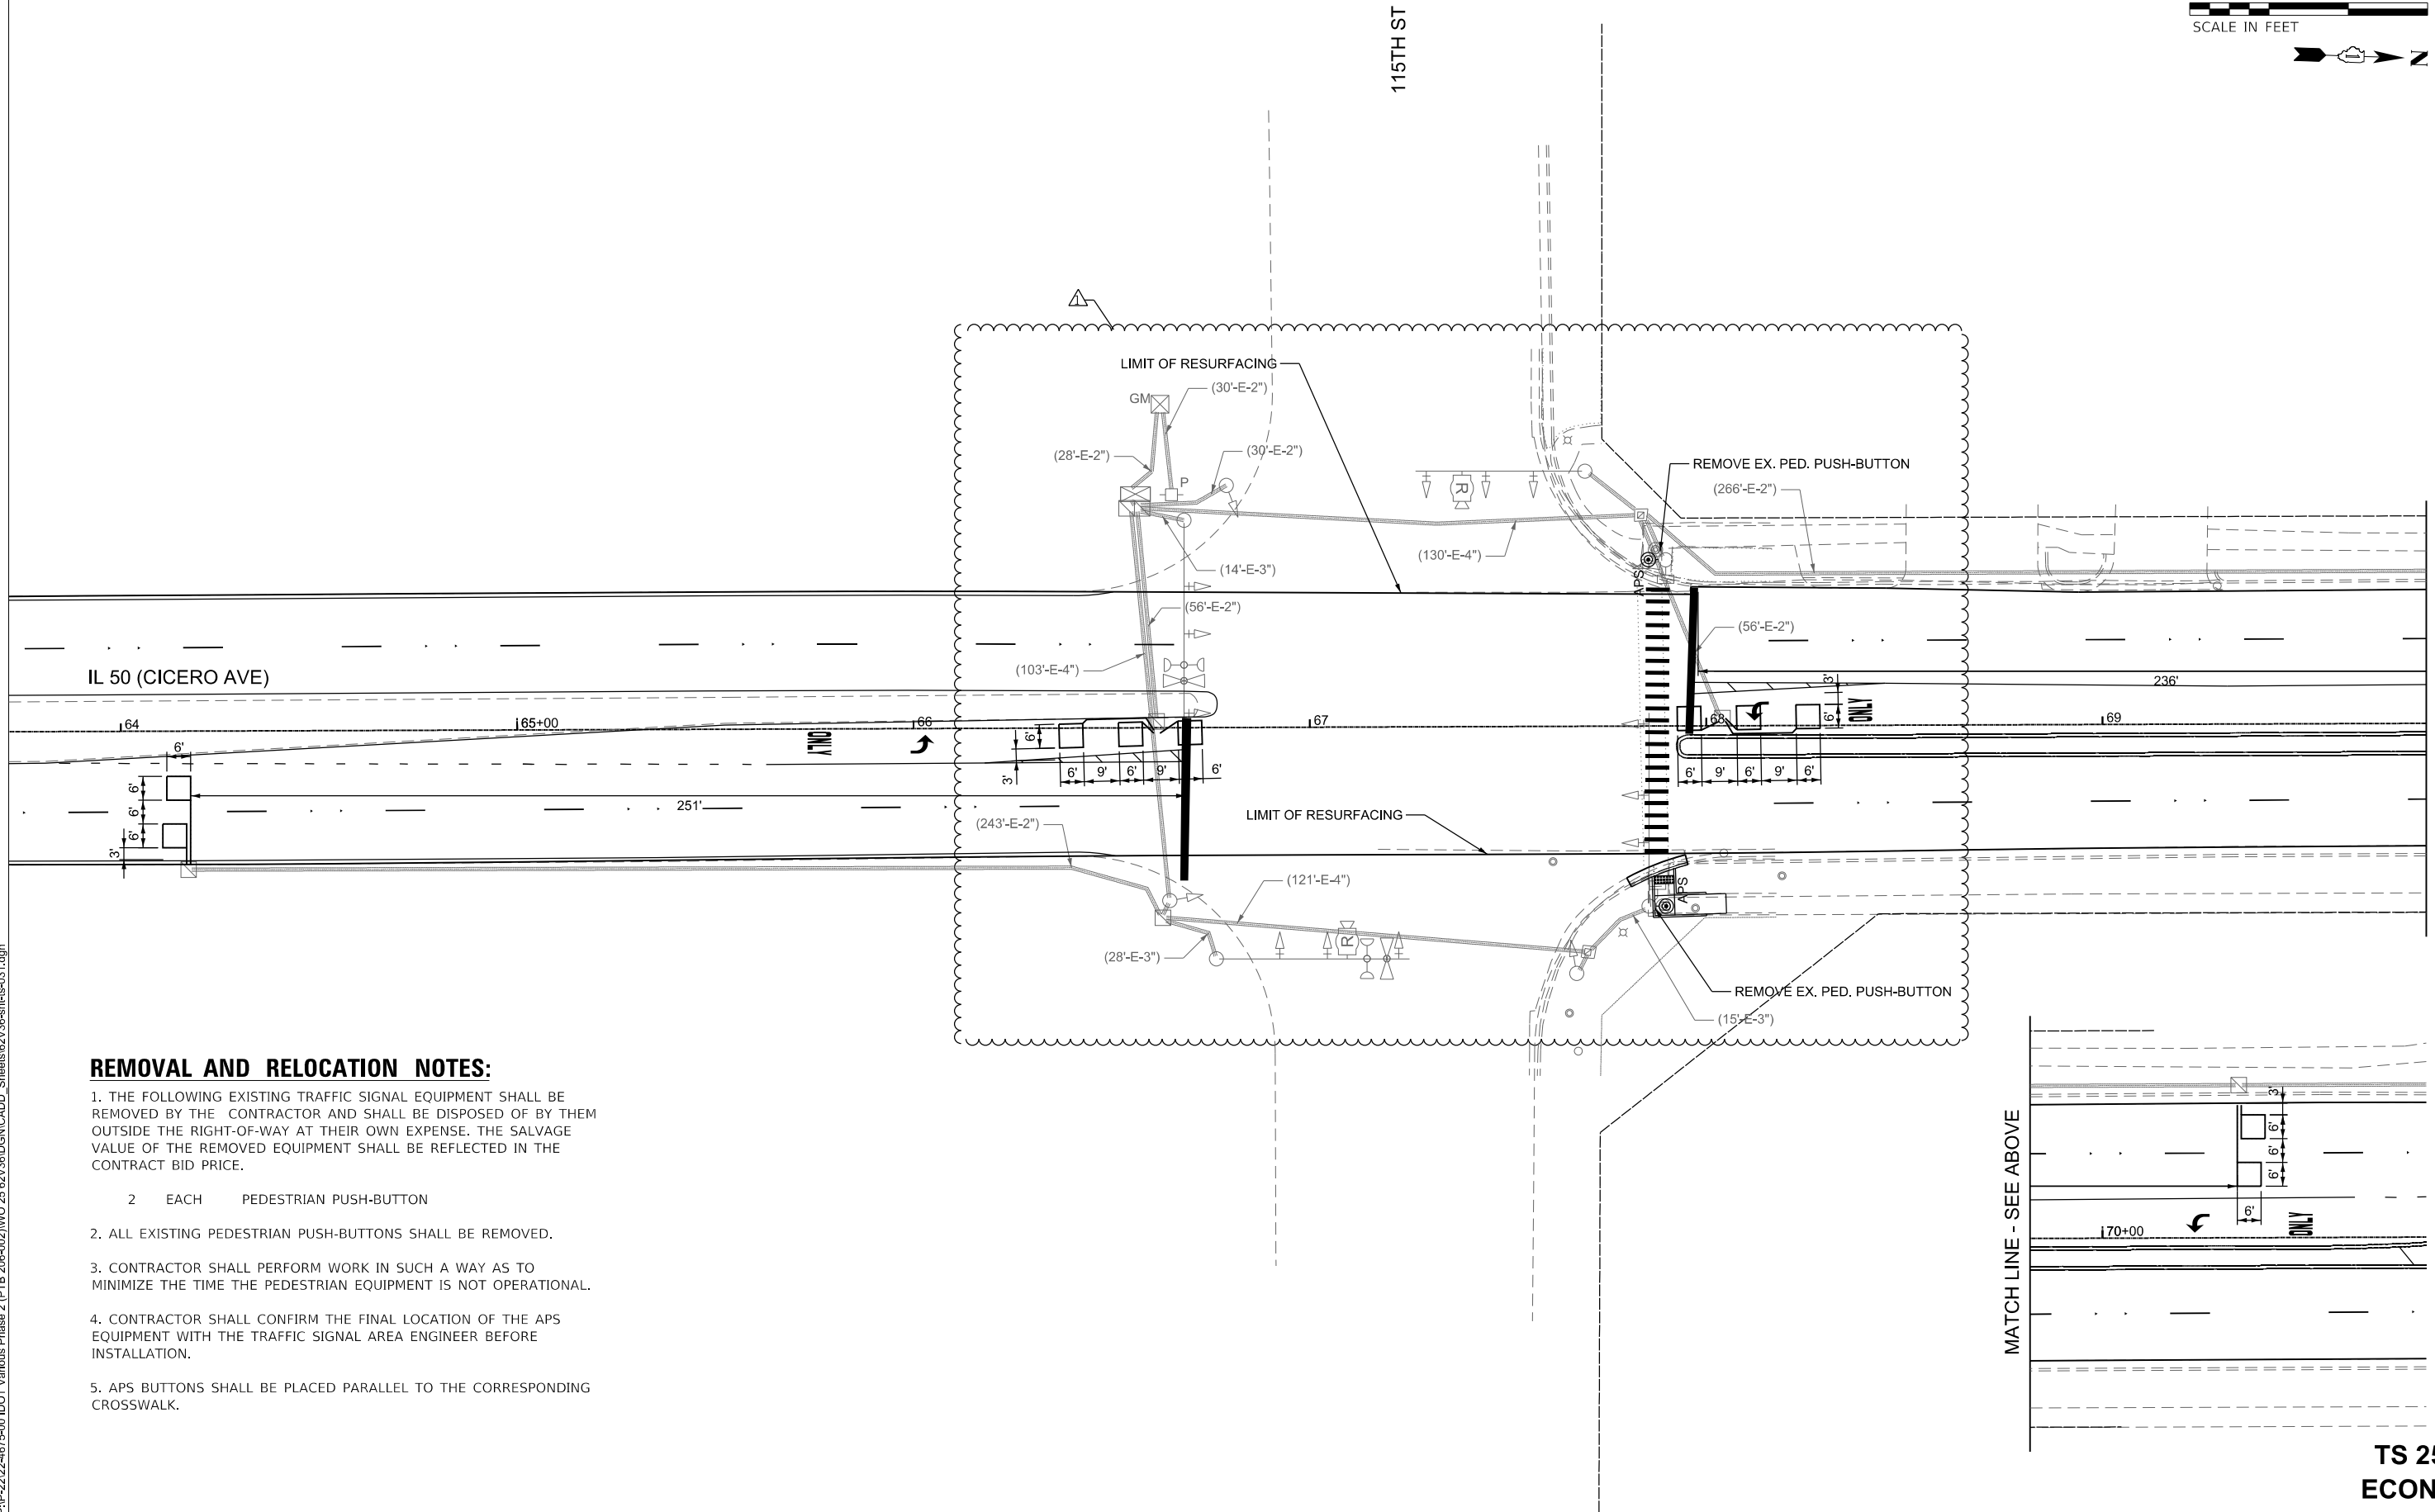 115TH ST
SCALE IN FEET
N
1
LIMIT OF RESURFACING
(30'-E-2")
GM
(28'-E-2")
(30'-E-2")
P
R
REMOVE EX. PED. PUSH-BUTTON
(266'-E-2")
(130'-E-4")
(14'-E-3")
APS
(56'-E-2")
(56'-E-2")
(103'-E-4")
IL 50 (CICERO AVE)
236'
3'
6'
ONLY
64
65+00
66
67
68
69
ONLY
6'
3'
6'
6'
9'
6'
9'
6'
6'
9'
6'
9'
6'
6'
6'
6'
3'
251'
(243'-E-2")
LIMIT OF RESURFACING
(121'-E-4")
APS
R
(28'-E-3")
REMOVE EX. PED. PUSH-BUTTON
(15'-E-3")
REMOVAL AND RELOCATION NOTES:
1. THE FOLLOWING EXISTING TRAFFIC SIGNAL EQUIPMENT SHALL BE
REMOVED BY THE CONTRACTOR AND SHALL BE DISPOSED OF BY THEM
OUTSIDE THE RIGHT-OF-WAY AT THEIR OWN EXPENSE. THE SALVAGE
VALUE OF THE REMOVED EQUIPMENT SHALL BE REFLECTED IN THE
CONTRACT BID PRICE.
2 EACH PEDESTRIAN PUSH-BUTTON
2. ALL EXISTING PEDESTRIAN PUSH-BUTTONS SHALL BE REMOVED.
3. CONTRACTOR SHALL PERFORM WORK IN SUCH A WAY AS TO
MINIMIZE THE TIME THE PEDESTRIAN EQUIPMENT IS NOT OPERATIONAL.
4. CONTRACTOR SHALL CONFIRM THE FINAL LOCATION OF THE APS
EQUIPMENT WITH THE TRAFFIC SIGNAL AREA ENGINEER BEFORE
INSTALLATION.
5. APS BUTTONS SHALL BE PLACED PARALLEL TO THE CORRESPONDING
CROSSWALK.
MATCH LINE - SEE ABOVE
3'
6'
6'
6'
6'
ONLY
70+00
TS 25
ECON